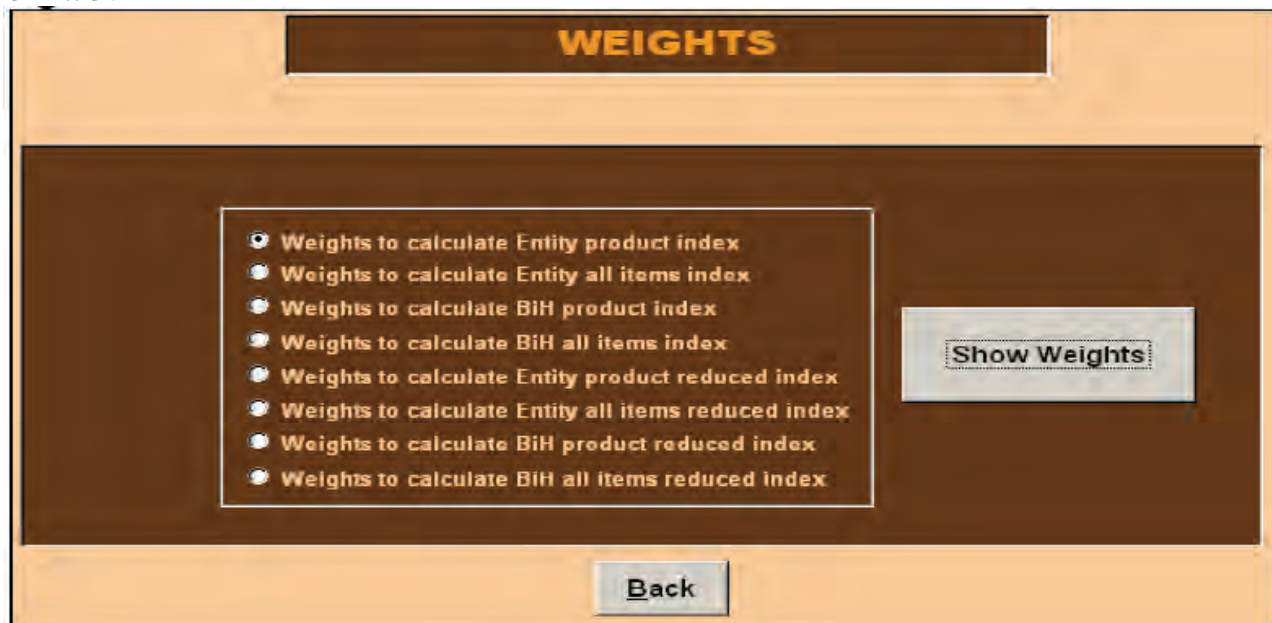 WEIGHTS
Weights to calculate Entity product index
Weights to calculate Entity all items index
Weights to calculate BiH product index
Weights to calculate BiH all items index
Weights to calculate Entity product reduced index
Weights to calculate Entity all items reduced index
Weights to calculate BiH product reduced index
Weights to calculate BiH all items reduced index
Show Weights
Back